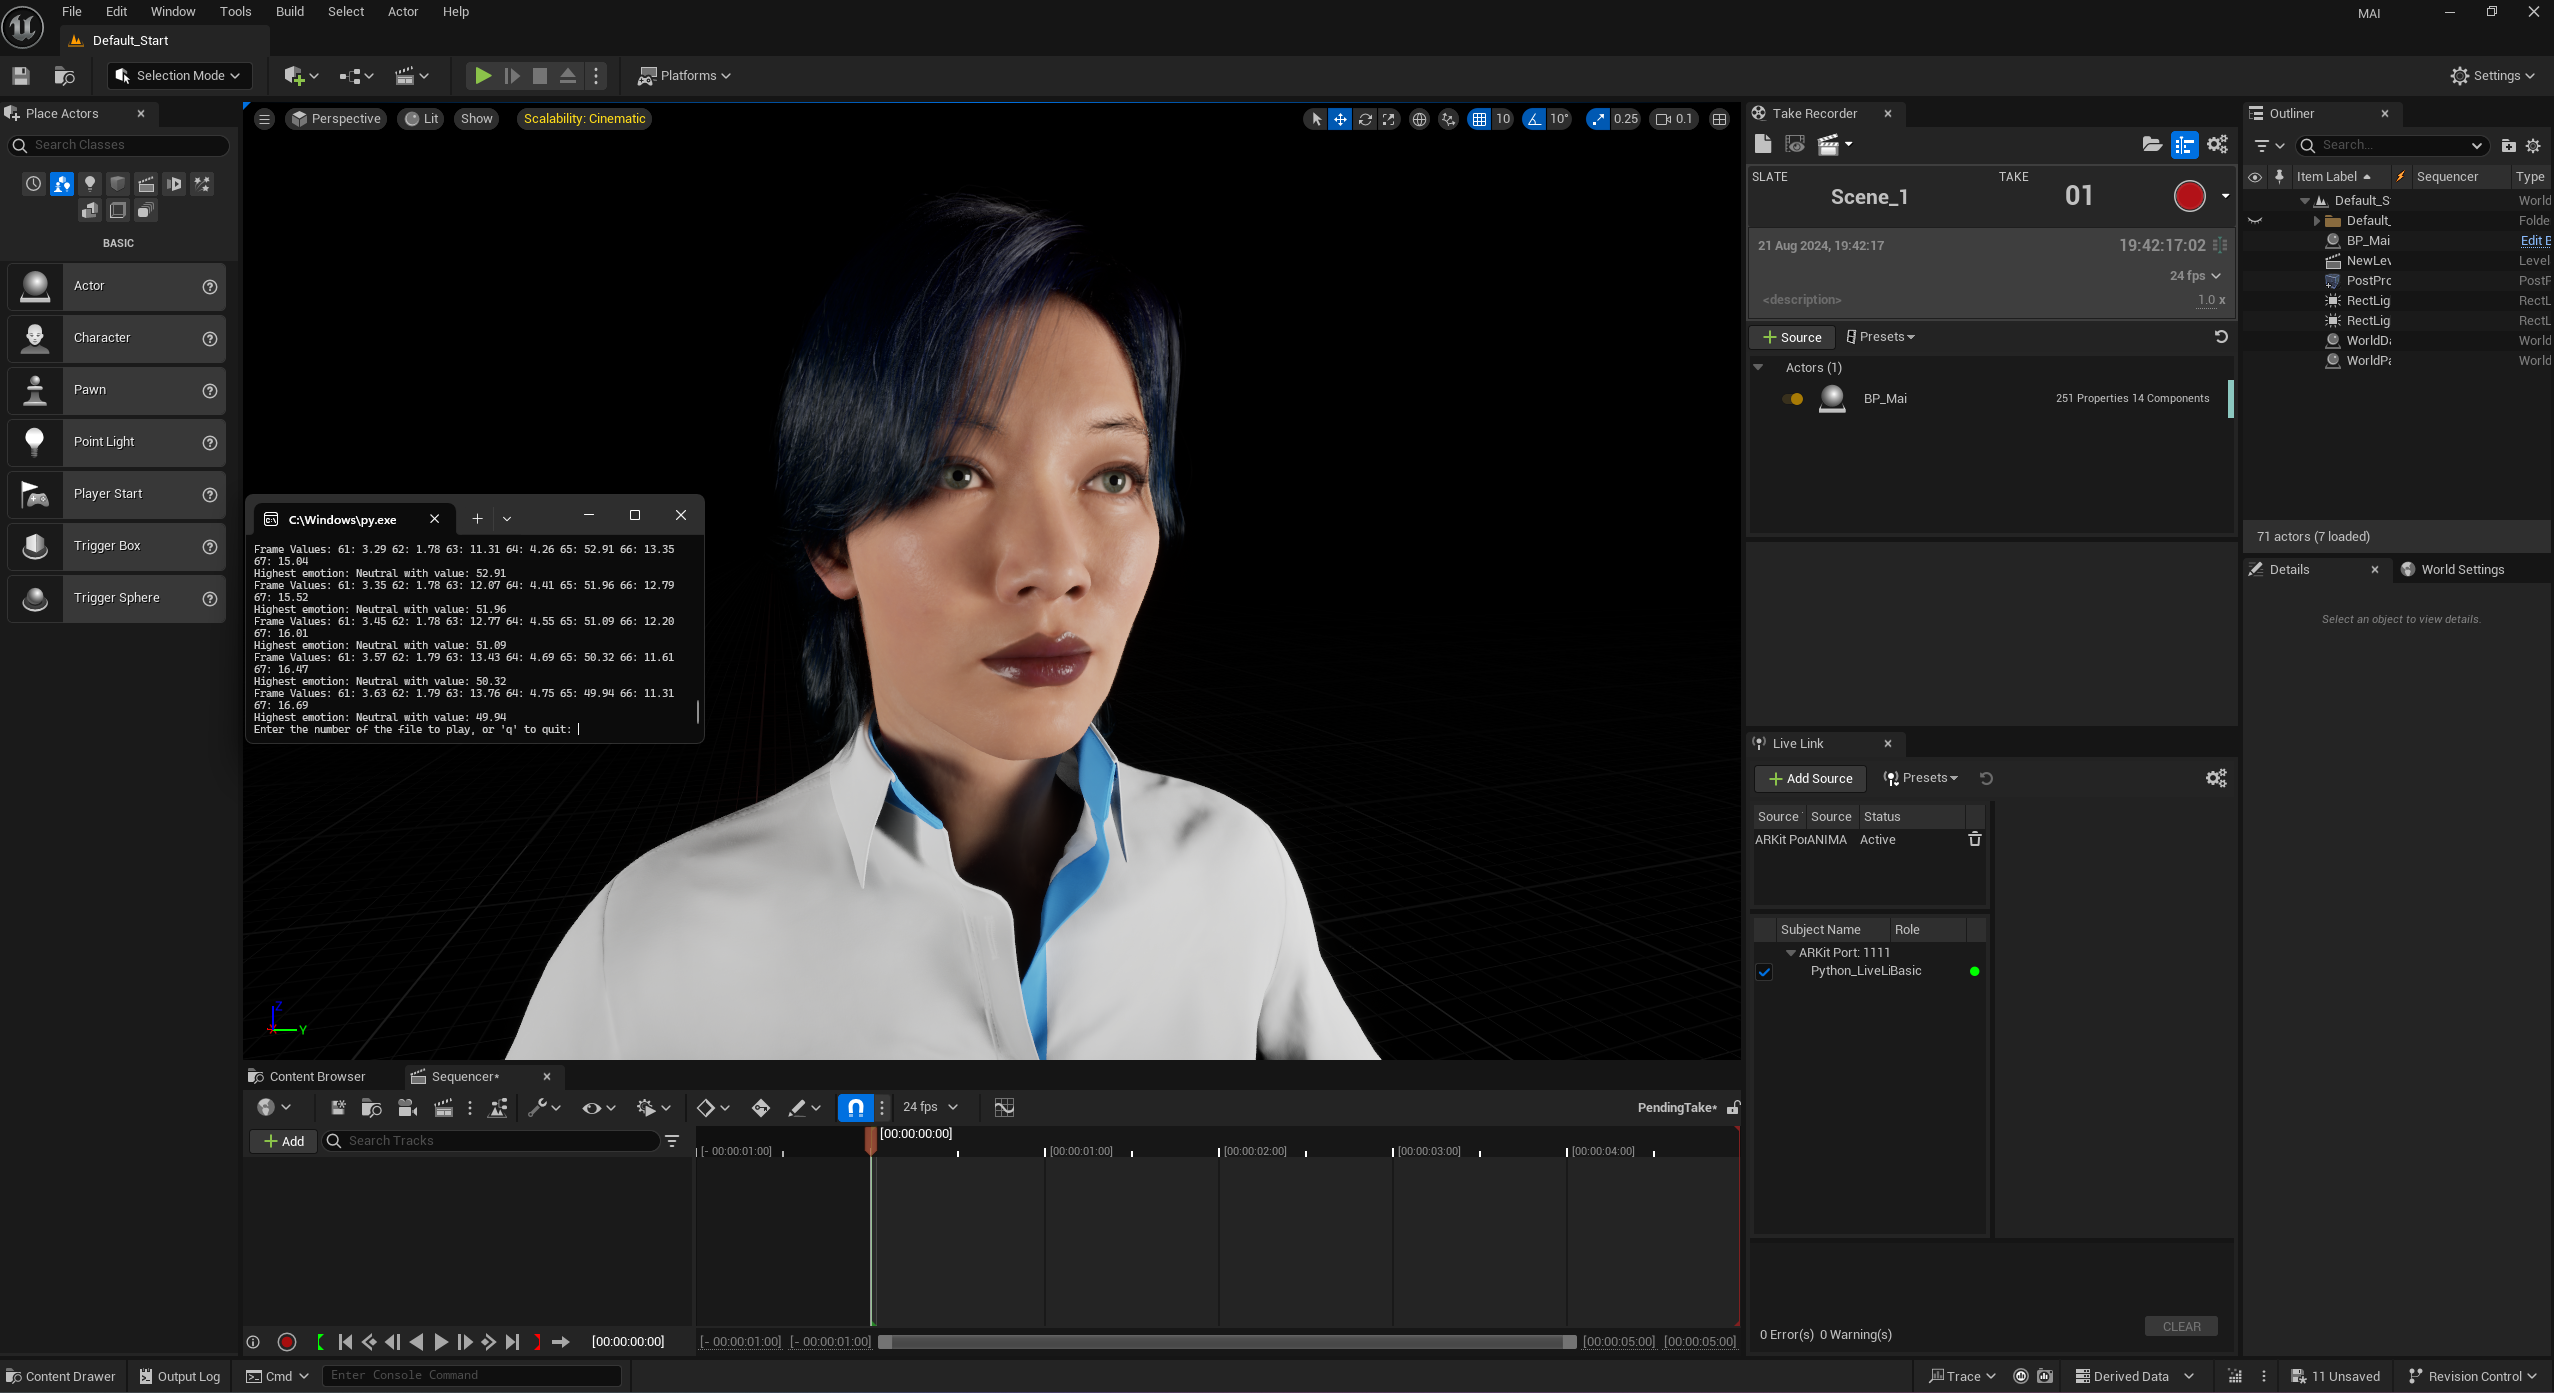 File Edit Window Tools Build Select Actor Help
MAI
Default_Start
Selection Mode
Platforms
Settings
Place Actors
Search Classes
BASIC
Actor
Character
Pawn
Point Light
Player Start
Trigger Box
Trigger Sphere
Perspective Lit Show Scalability: Cinematic
10 10° 0.25 0.1
C:\Windows\py.exe
Frame Values: 61: 3.29 62: 1.78 63: 11.31 64: 4.26 65: 52.91 66: 13.35
67: 15.04
Highest emotion: Neutral with value: 52.91
Frame Values: 61: 3.35 62: 1.78 63: 12.07 64: 4.41 65: 51.96 66: 12.79
67: 15.52
Highest emotion: Neutral with value: 51.96
Frame Values: 61: 3.45 62: 1.78 63: 12.77 64: 4.55 65: 51.09 66: 12.20
67: 16.01
Highest emotion: Neutral with value: 51.09
Frame Values: 61: 3.57 62: 1.79 63: 13.43 64: 4.69 65: 50.32 66: 11.61
67: 16.47
Highest emotion: Neutral with value: 50.32
Frame Values: 61: 3.63 62: 1.79 63: 13.76 64: 4.75 65: 49.94 66: 11.31
67: 16.69
Highest emotion: Neutral with value: 49.94
Enter the number of the file to play, or 'q' to quit:
Z
Y
Take Recorder
SLATE TAKE
Scene_1 01
21 Aug 2024, 19:42:17 19:42:17:02
24 fps
<description> 1.0 x
Source Presets
Actors (1)
BP_Mai 251 Properties 14 Components
Live Link
Add Source Presets
Source Source Status
ARKit Por ANIMA Active
Subject Name Role
ARKit Port: 1111
Python_LiveLi Basic
0 Error(s) 0 Warning(s)
CLEAR
Outliner
Search...
Item Label Sequencer Type
Default_S World
Default_ Folde
BP_Mai Edit B
NewLev Level
PostPro PostP
RectLig RectL
RectLig RectL
WorldDa World
WorldPa World
71 actors (7 loaded)
Details World Settings
Select an object to view details.
Content Browser Sequencer*
24 fps
PendingTake*
Add Search Tracks
[00:00:00:00]
[- 00:00:01:00] [00:00:01:00] [00:00:02:00] [00:00:03:00] [00:00:04:00]
[00:00:00:00] [- 00:00:01:00] [- 00:00:01:00] [00:00:05:00] [00:00:05:00]
Content Drawer Output Log Cmd Enter Console Command
Trace Derived Data 11 Unsaved Revision Control